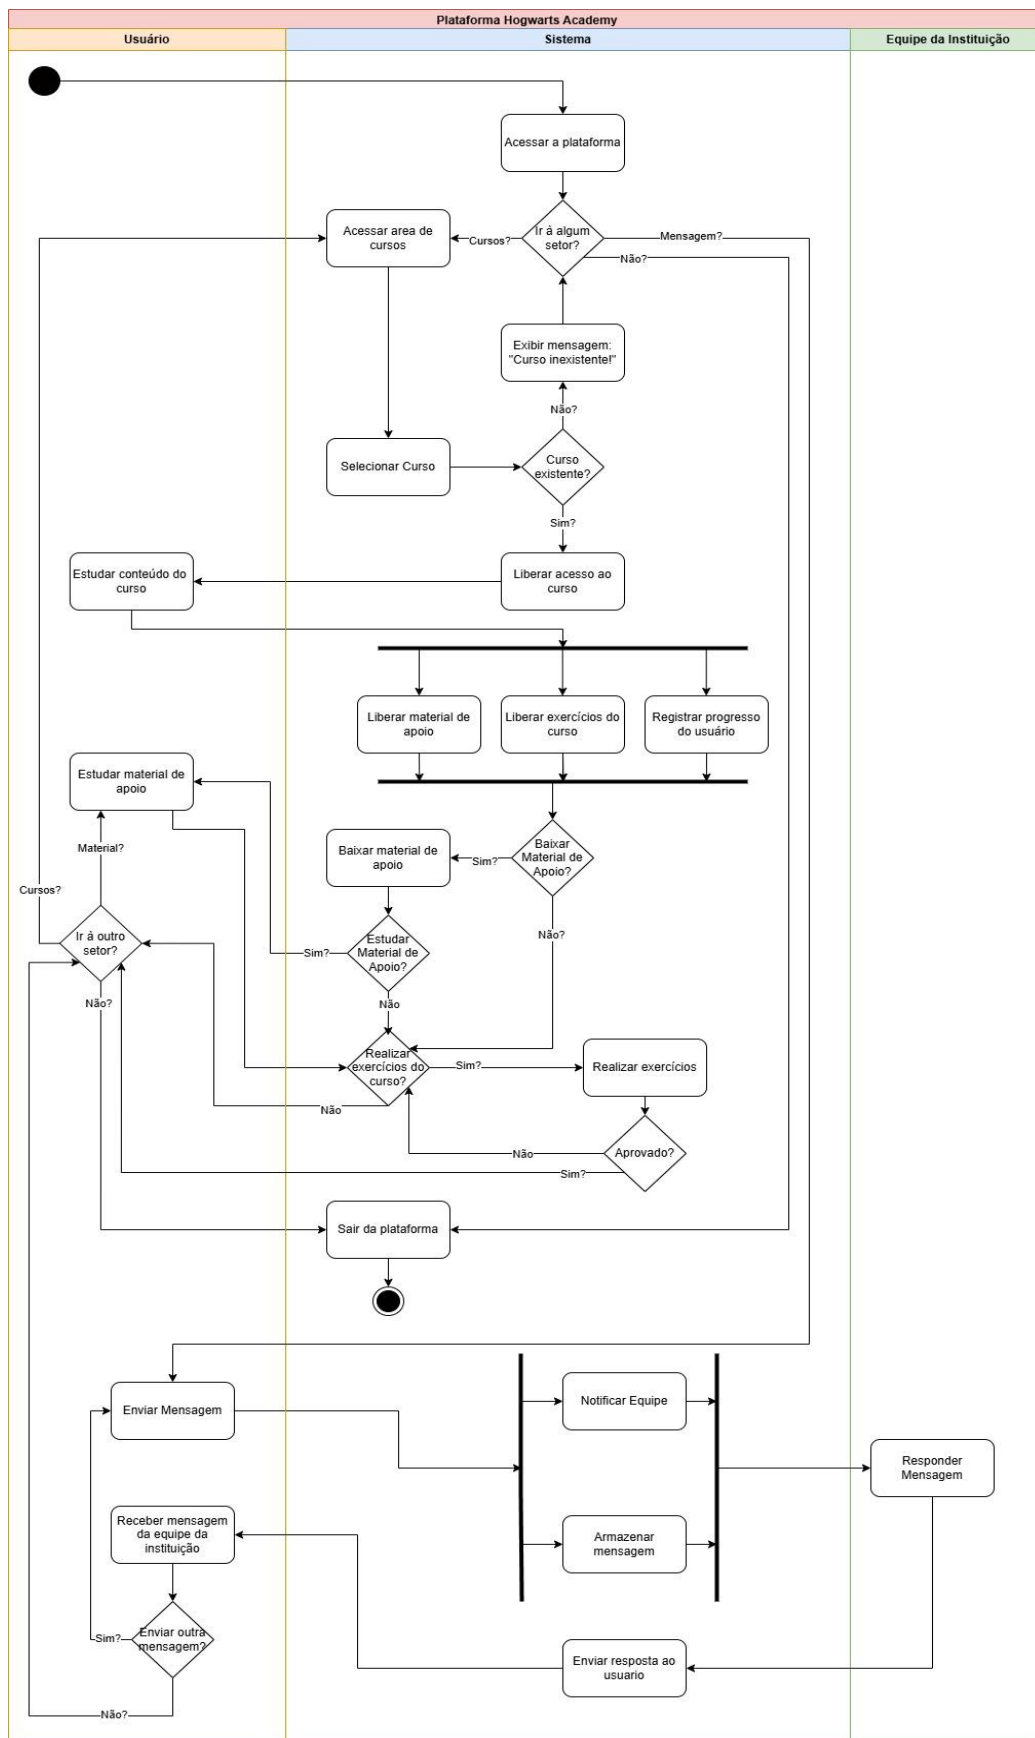 Plataforma Hogwarts Academy
Usuário
Sistema
Equipe da Instituição
Acessar a plataforma
Acessar area de
cursos
Cursos?
Ir à algum
setor?
Mensagem?
Não?
Exibir mensagem:
"Curso inexistente!"
Não?
Selecionar Curso
Curso
existente?
Sim?
Estudar conteúdo do
curso
Liberar acesso ao
curso
Liberar material de
apoio
Liberar exercícios do
curso
Registrar progresso
do usuário
Estudar material de
apoio
Material?
Cursos?
Baixar material de
apoio
Sim?
Baixar
Material de
Apoio?
Ir à outro
setor?
Não?
Sim?
Estudar
Material de
Apoio?
Não?
Não
Realizar
exercícios do
curso?
Sim?
Realizar exercícios
Não
Não
Aprovado?
Sim?
Sair da plataforma
Enviar Mensagem
Notificar Equipe
Responder
Mensagem
Receber mensagem
da equipe da
instituição
Armazenar
mensagem
Sim?
Enviar outra
mensagem?
Enviar resposta ao
usuario
Não?